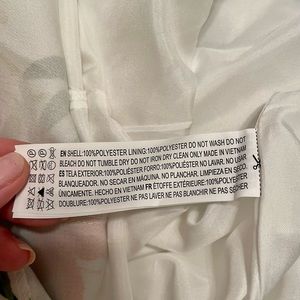 EN SHELL:100%POLYESTER LINING:100%POLYESTER DO NOT WASH DO NOT
BLEACH DO NOT TUMBLE DRY DO NOT IRON DRY CLEAN ONLY MADE IN VIETNAM
ES TELA EXTERIOR:100%POLIÉSTER FORRO:100%POLIÉSTER NO LAVAR. NO USAR
BLANQUEADOR. NO SECAR EN MÁQUINA. NO PLANCHAR. LIMPIEZA EN SECO
ÚNICAMENTE. HECHO EN VIETNAM FR ÉTOFFE EXTÉRIEURE:100%POLYESTER
DOUBLURE:100%POLYESTER NE PAS LAVER NE PAS BLANCHIR NE PAS SÉC